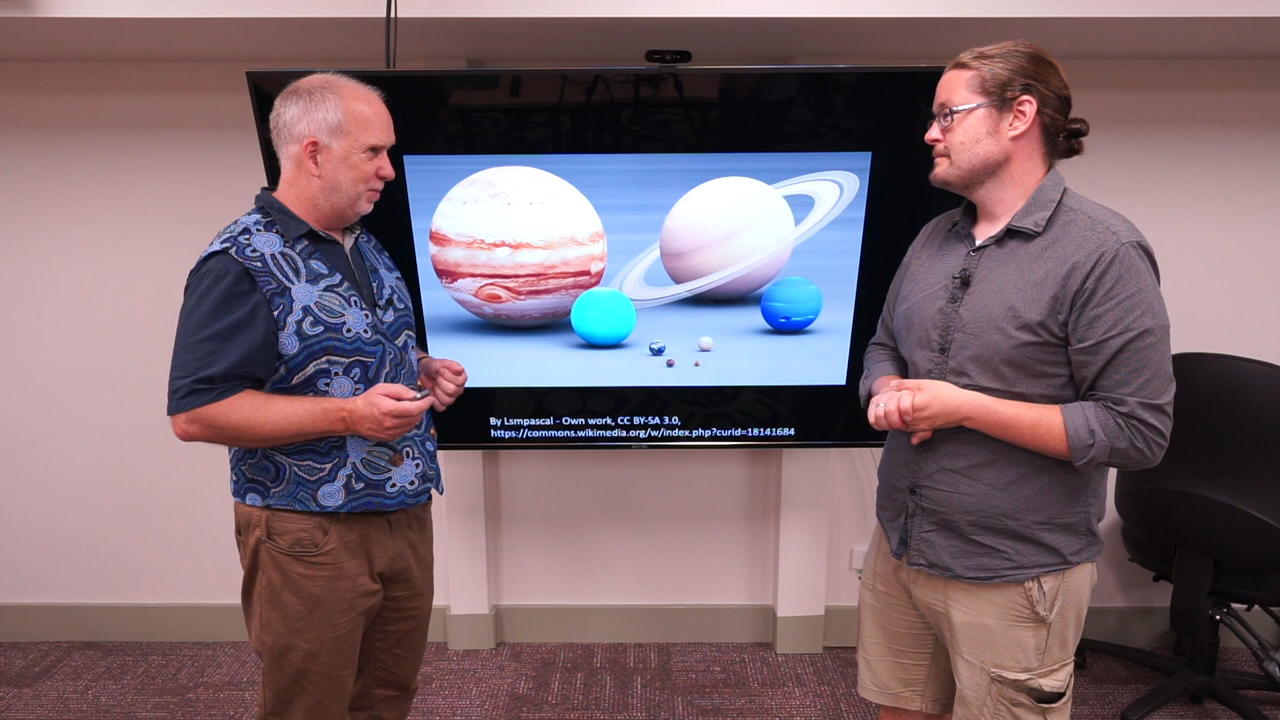 By Lsmpascal - Own work, CC BY-SA 3.0,
https://commons.wikimedia.org/w/index.php?curid=18141684